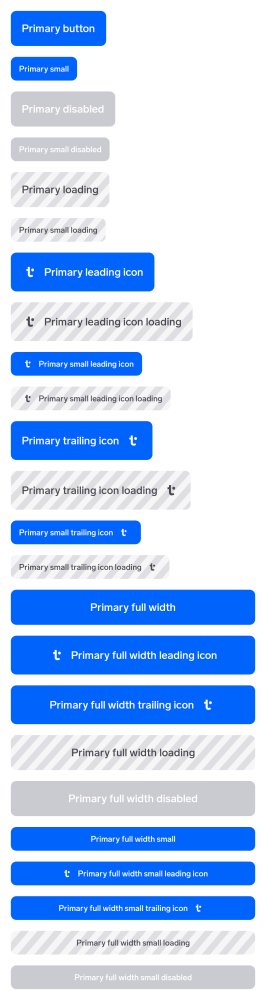 Primary button
Primary small
Primary disabled
Primary small disabled
Primary loading
Primary small loading
Primary leading icon
Primary leading icon loading
Primary small leading icon
Primary small leading icon loading
Primary trailing icon
Primary trailing icon loading
Primary small trailing icon
Primary small trailing icon loading
Primary full width
Primary full width leading icon
Primary full width trailing icon
Primary full width loading
Primary full width disabled
Primary full width small
Primary full width small leading icon
Primary full width small trailing icon
Primary full width small loading
Primary full width small disabled